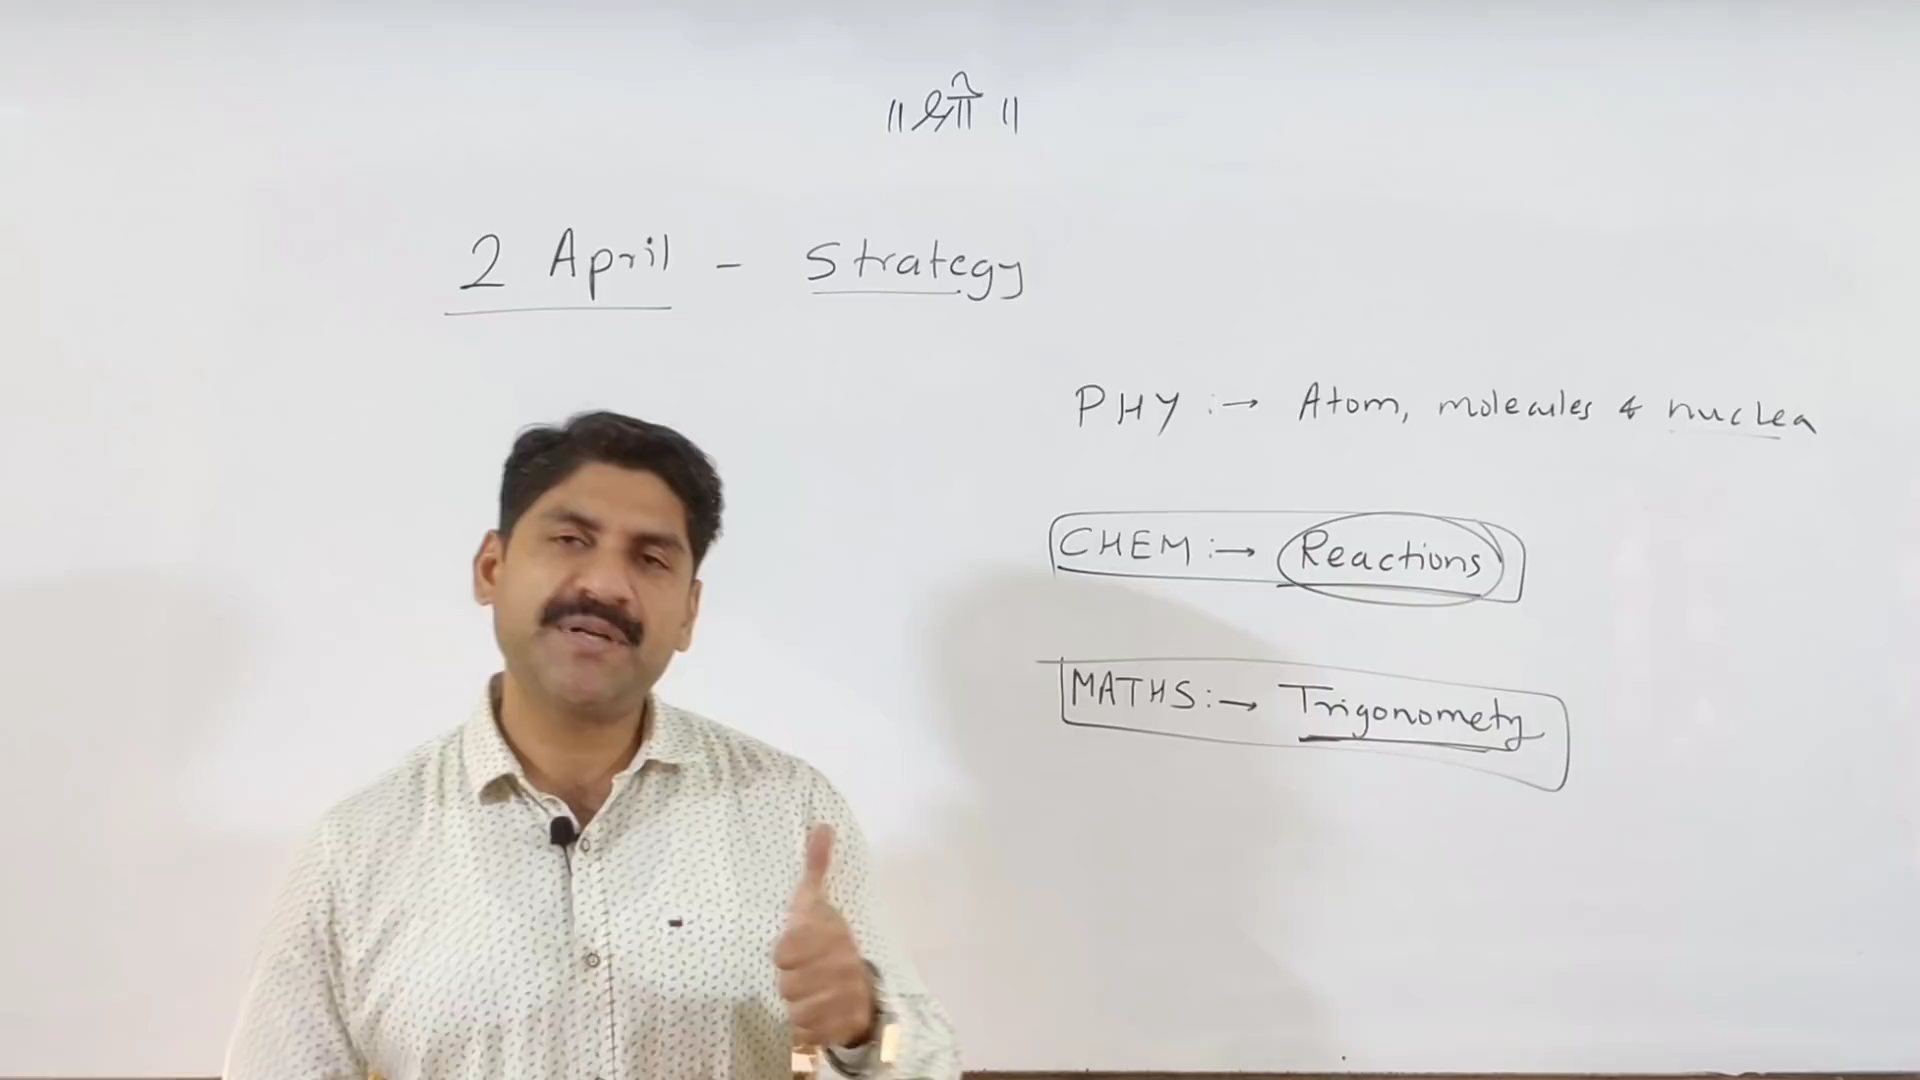 ॥ श्री ॥
2 April - Strategy
PHY :→ Atom, molecules & nuclea
CHEM :→ Reactions
MATHS :→ Trigonometry